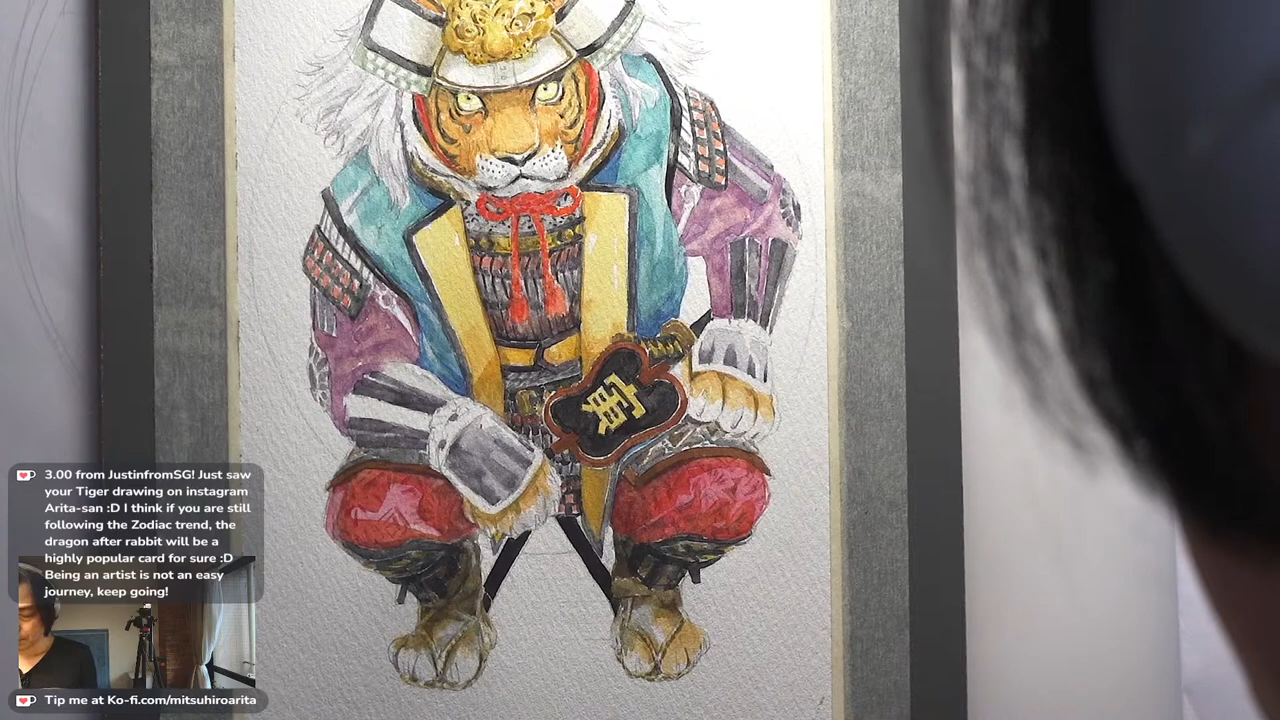 3.00 from JustinfromSG! Just saw
your Tiger drawing on instagram
Arita-san :D I think if you are still
following the Zodiac trend, the
dragon after rabbit will be a
highly popular card for sure :D
Being an artist is not an easy
journey, keep going!
Tip me at Ko-fi.com/mitsuhiroarita